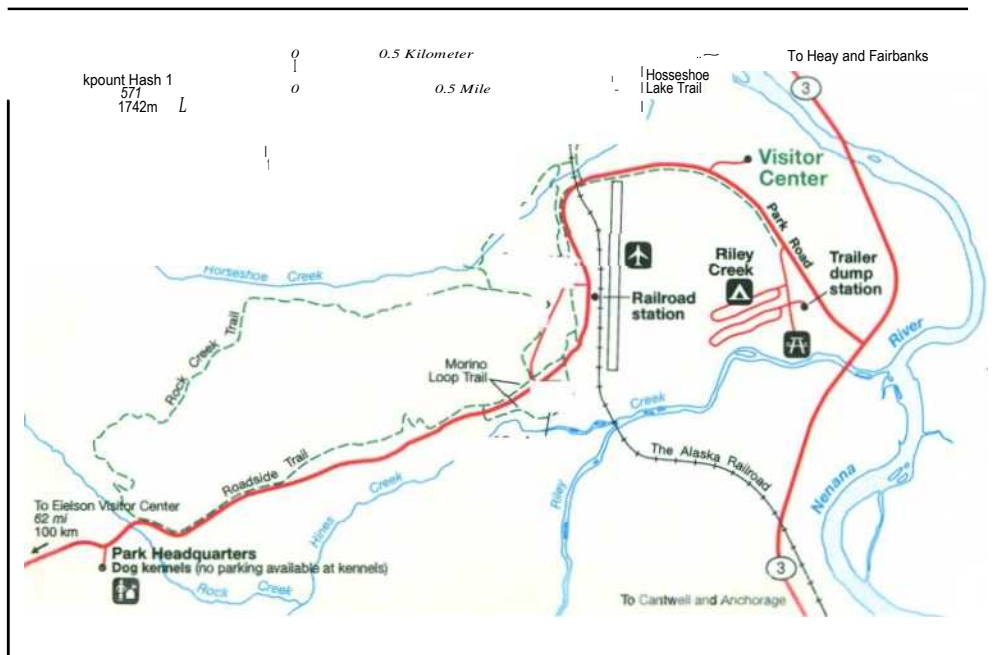 0 0.5 Kilometer
To Heay and Fairbanks
kpount Hash 1
571
1742m L
0 0.5 Mile
Hosseshoe
Lake Trail
3
Visitor
Center
Park Road
Riley
Creek
Trailer
dump
station
Railroad
station
Horseshoe Creek
Rock Creek Trail
River
Morino
Loop Trail
Creek
Riley
The Alaska Railroad
Nenana
Roadside Trail
Hines Creek
To Eielson Visitor Center
62 mi
100 km
Park Headquarters
Dog kennels (no parking available at kennels)
Rock Creek
3
To Cantwell and Anchorage